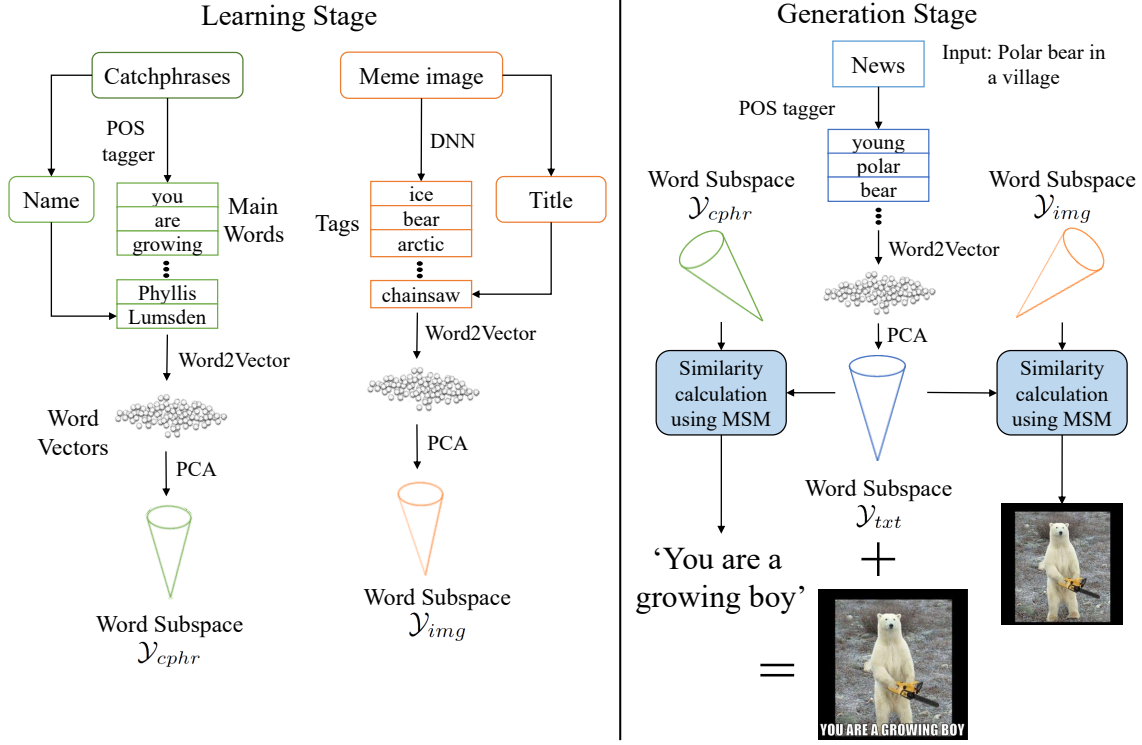 Learning Stage
Catchphrases
Meme image
POS
tagger
DNN
Name
you
are
growing
Main
Words
Phyllis
Lumsden
Tags
ice
bear
arctic
chainsaw
Title
Word2Vector
Word2Vector
Word
Vectors
PCA
PCA
Word Subspace
𝒴cphr
Word Subspace
𝒴img
Generation Stage
News
Input: Polar bear in
a village
POS tagger
young
polar
bear
Word Subspace
𝒴cphr
Word Subspace
𝒴img
Word2Vector
PCA
Similarity
calculation
using MSM
Similarity
calculation
using MSM
Word Subspace
𝒴txt
‘You are a
growing boy’
+
=
YOU ARE A GROWING BOY